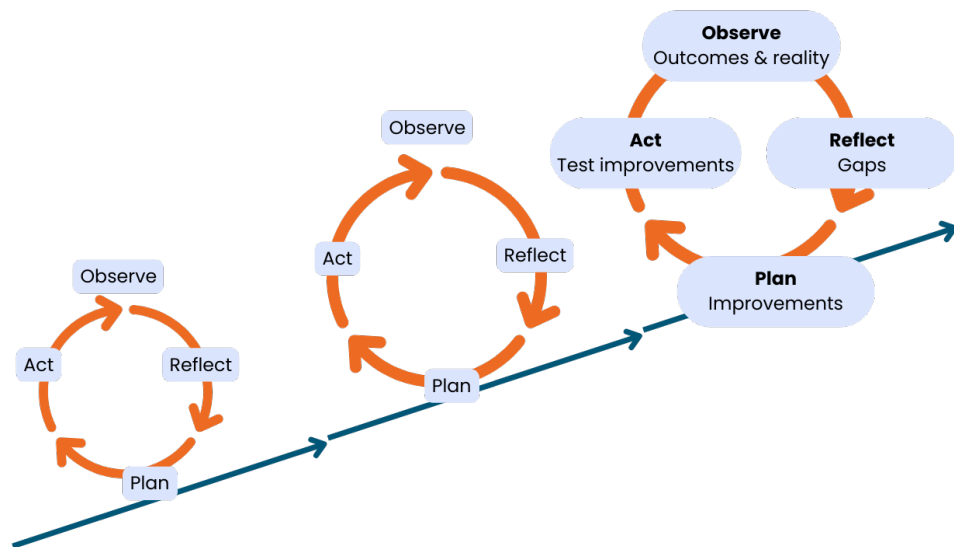 Observe
Reflect
Plan
Act
Observe
Reflect
Plan
Act
Observe
Outcomes & reality
Reflect
Gaps
Plan
Improvements
Act
Test improvements